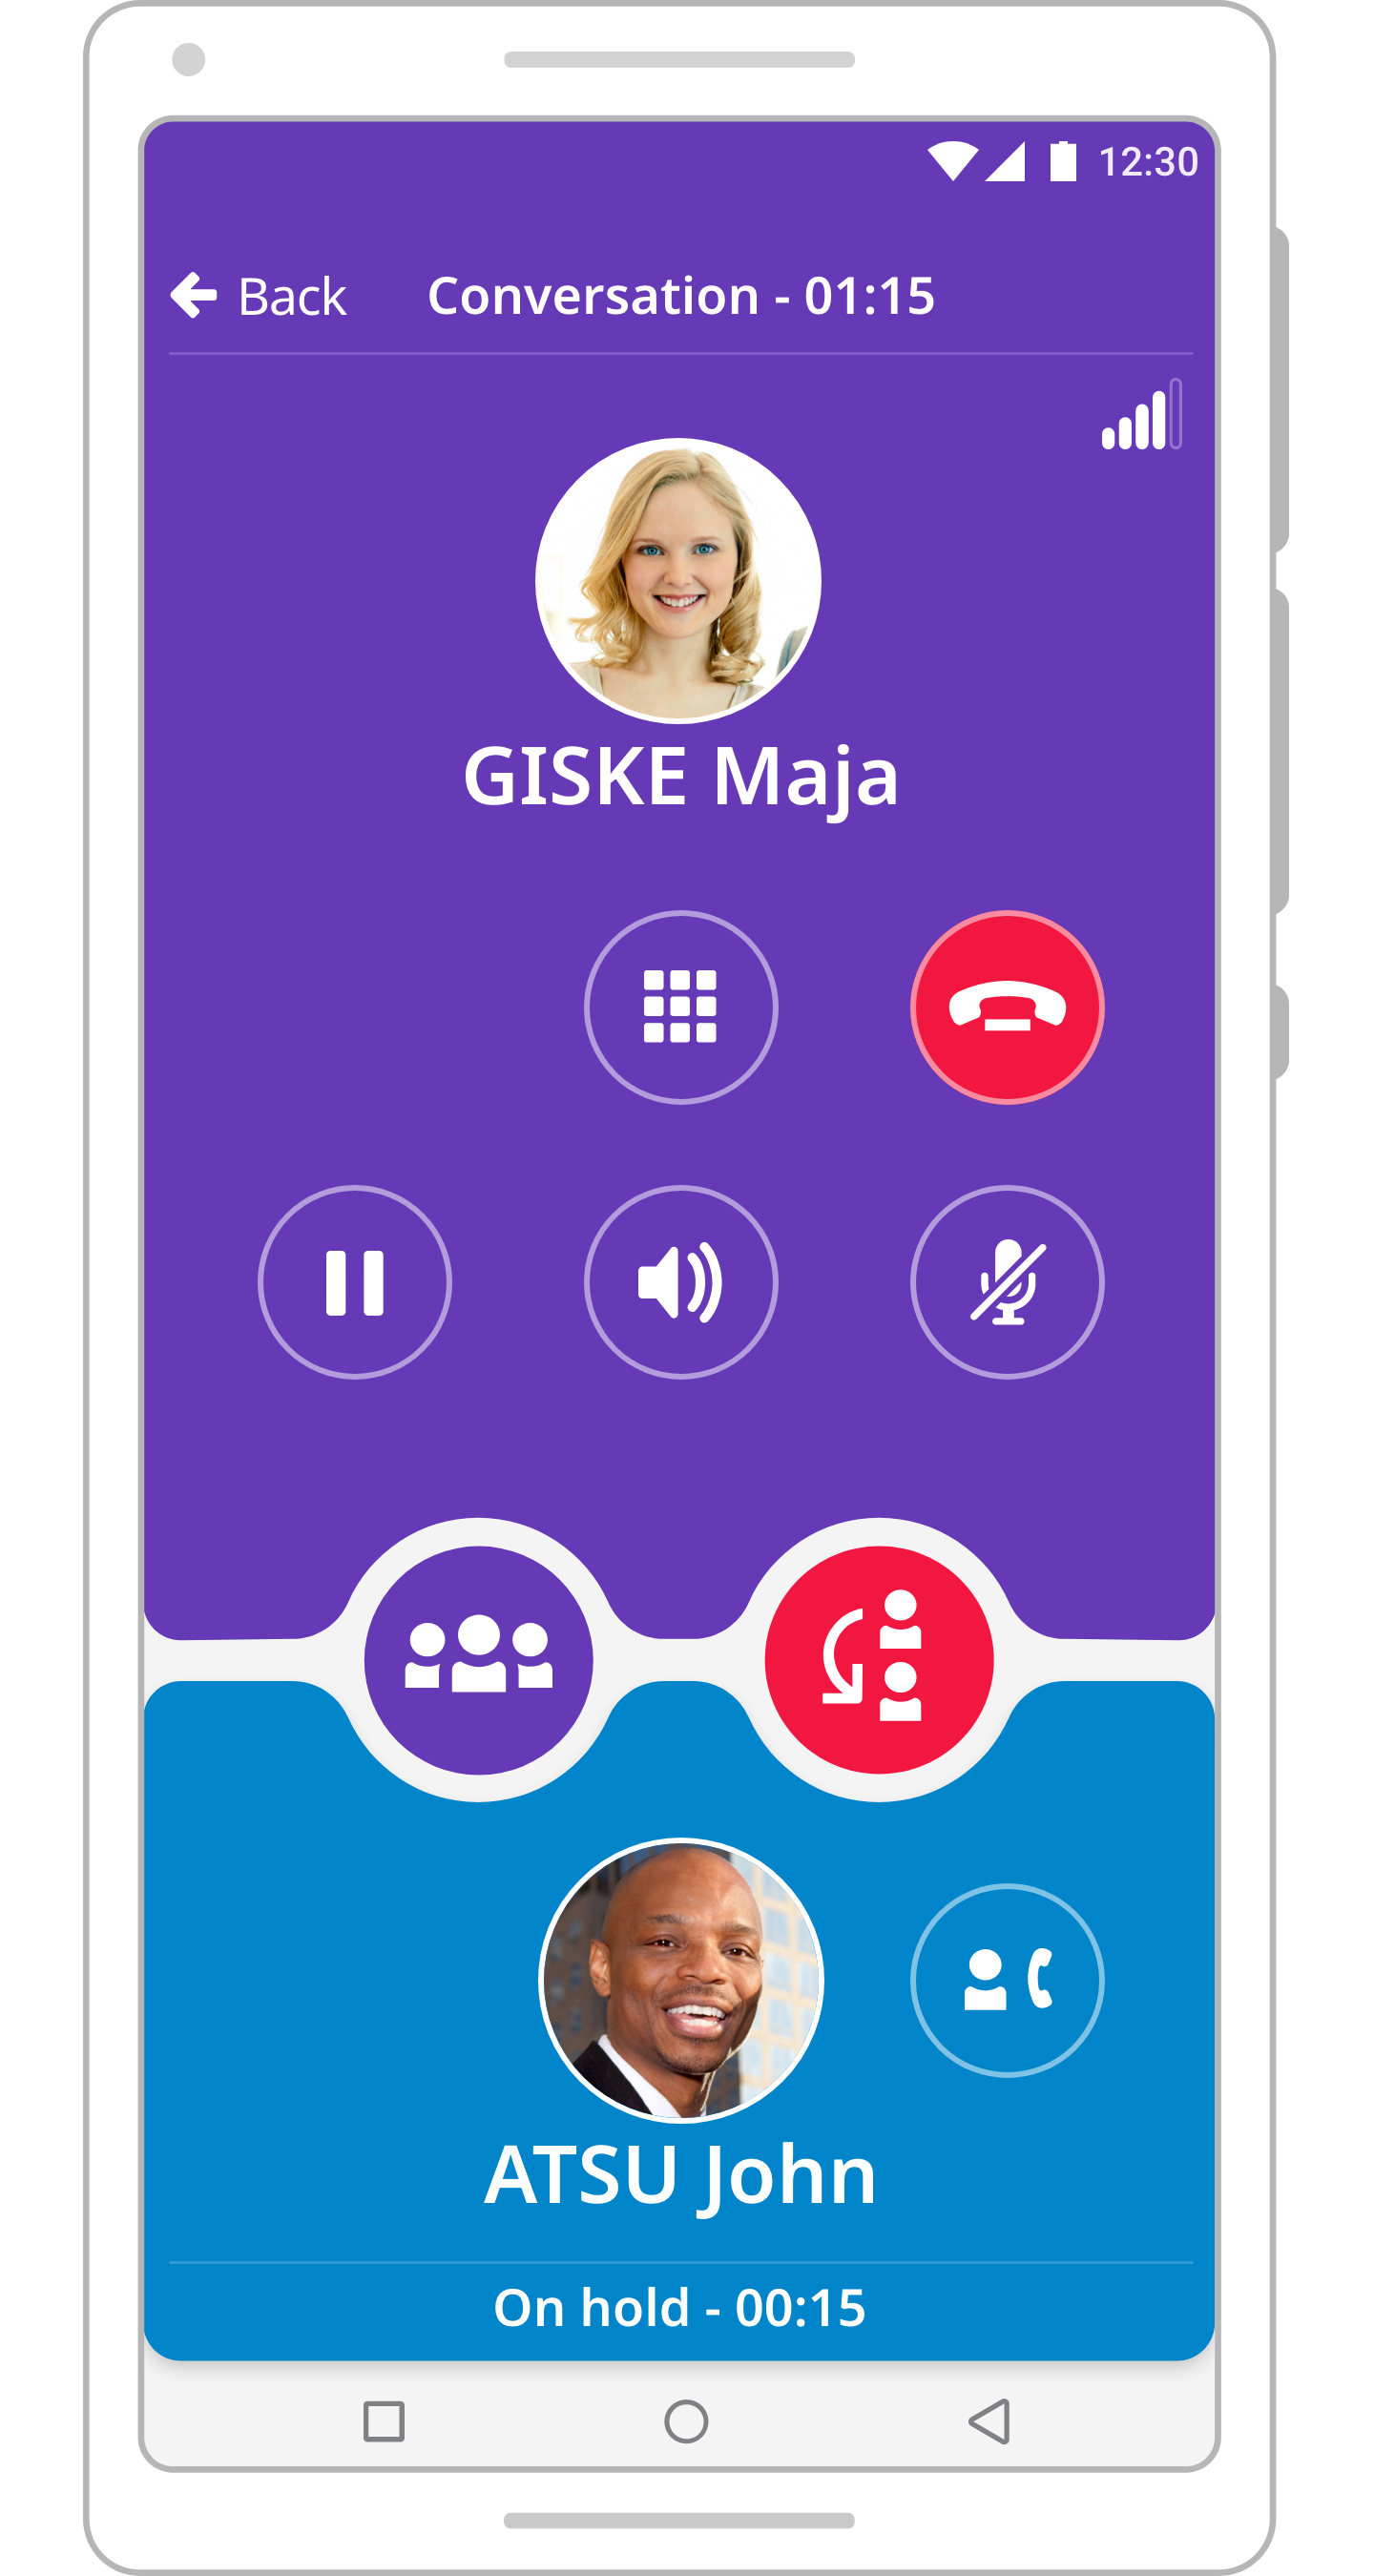 12:30
Back
Conversation - 01:15
GISKE Maja
ATSU John
On hold - 00:15